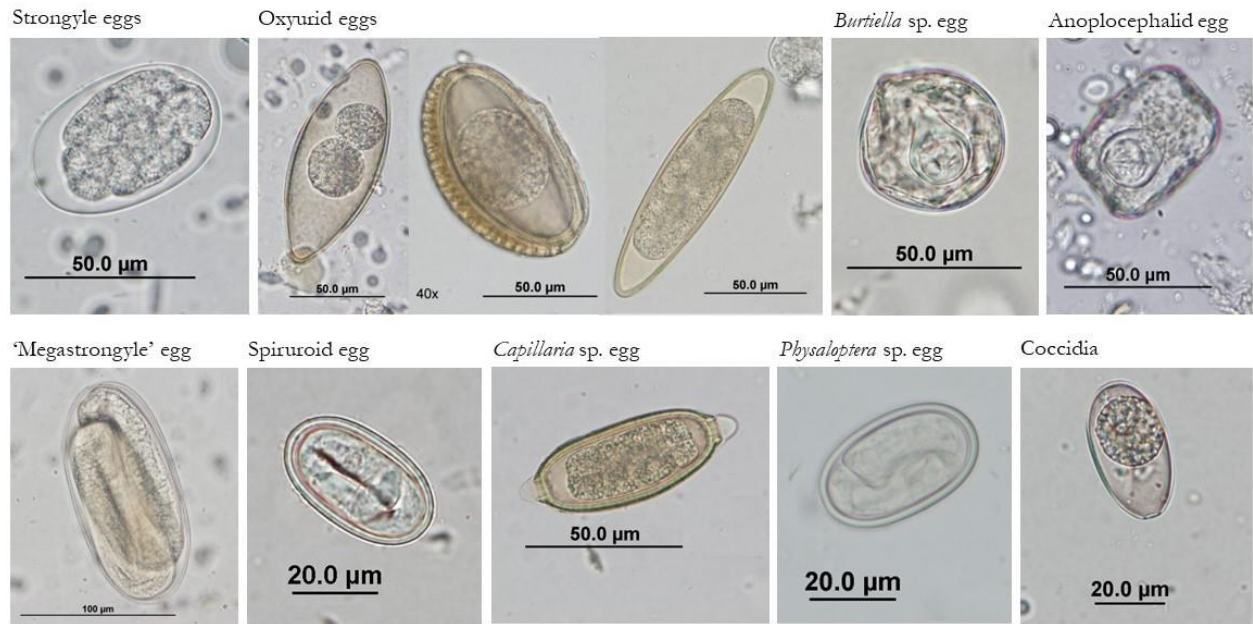 Strongyle eggs
Oxyurid eggs
Burtiella sp. egg
Anoplocephalid egg
50.0 µm
50.0 µm
40x
50.0 µm
50.0 µm
50.0 µm
50.0 µm
‘Megastrongyle’ egg
Spiruroid egg
Capillaria sp. egg
Physaloptera sp. egg
Coccidia
100 µm
20.0 µm
50.0 µm
20.0 µm
20.0 µm